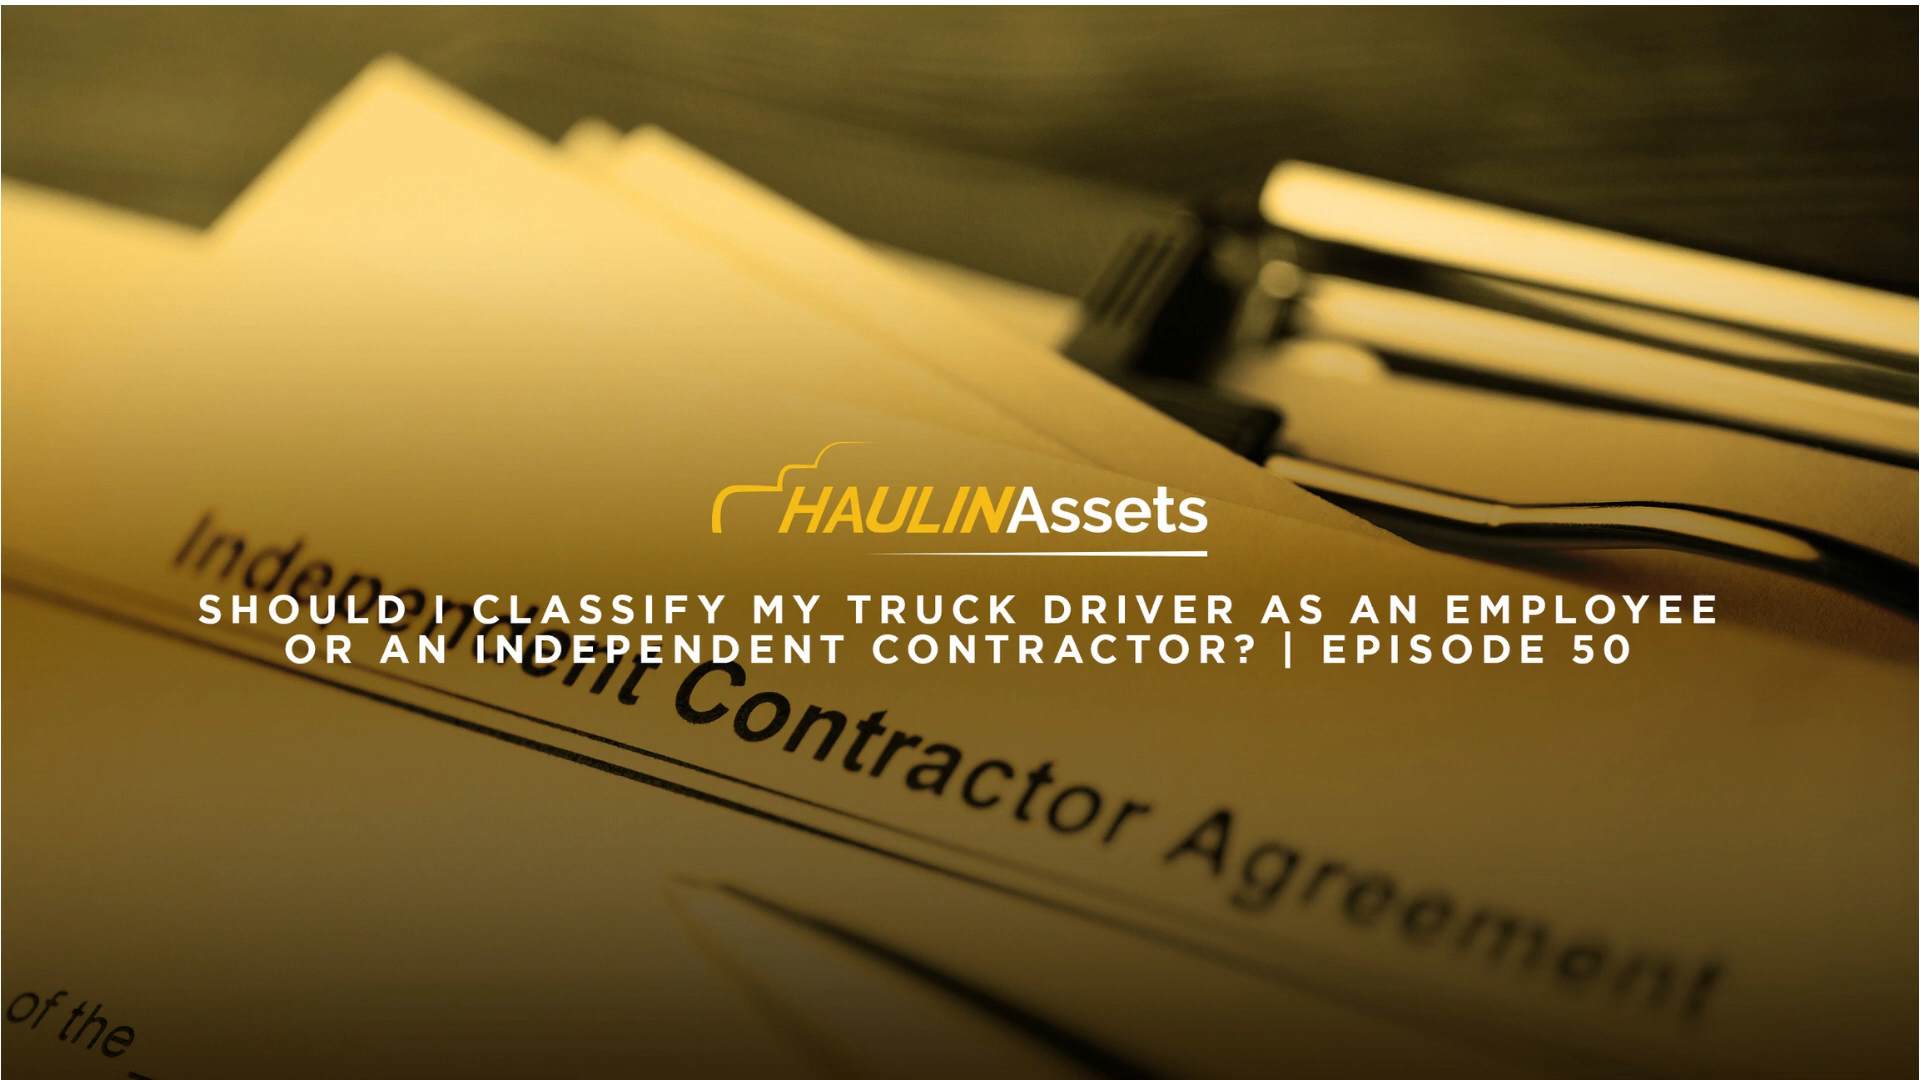 HAULINAssets
SHOULD I CLASSIFY MY TRUCK DRIVER AS AN EMPLOYEE
OR AN INDEPENDENT CONTRACTOR? | EPISODE 50
Independent Contractor Agreement
of the